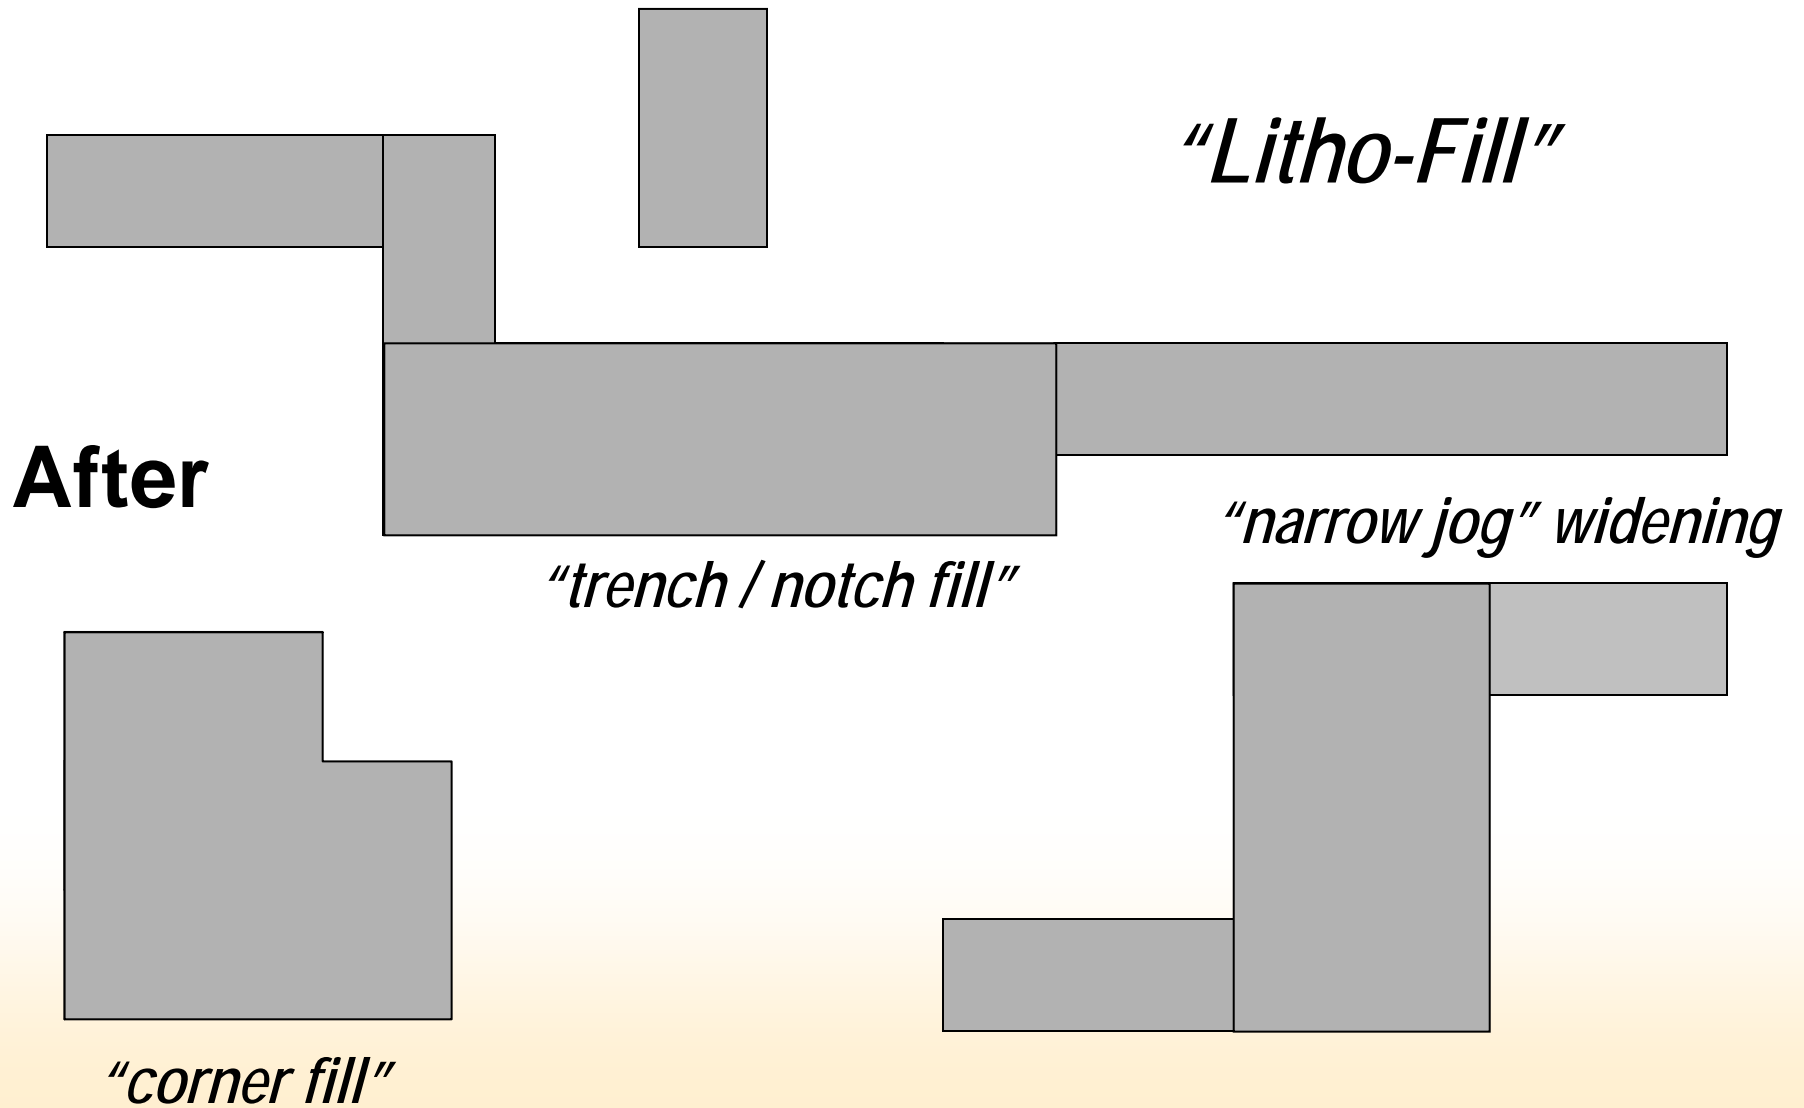 “Litho-Fill”
After
“narrow jog” widening
“trench / notch fill”
“corner fill”